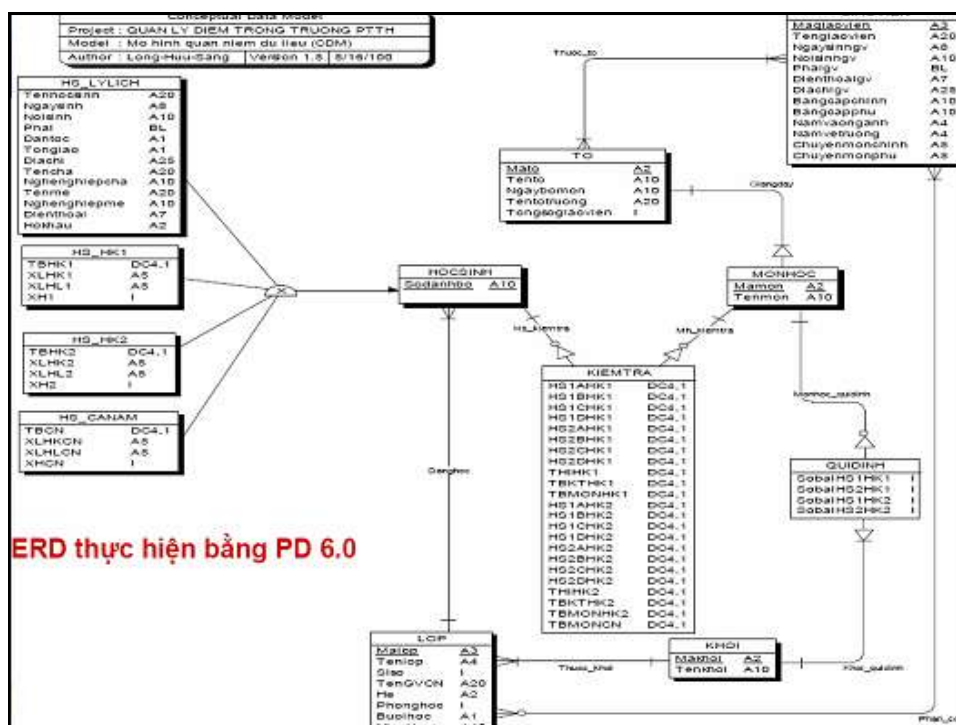 Conceptual Data Model
Project : QUAN LY DIEM TRONG TRUONG PTTH
Model : Mo hinh quan niem du lieu (CDM)
Author : Long-Huu-Sang Version 1.5 8/16/100
Maqiaovien A3
Tengiaovien A20
Ngaysinhgv A8
Noisinhgv A10
Phaigv BL
Dienthoaigv A7
Diachigv A25
Bangcapchinh A10
Bangcapphu A10
Namvaonganh A4
Namvetruong A4
Chuyenmonchinh A8
Chuyenmonphu A8
Thuoc_to
HS_LYLICH
Tenhocsinh A20
Ngaysinh A8
Noisinh A10
Phai BL
Dantoc A1
Tongiao A1
Diachi A25
Tencha A20
Nghenghiepcha A10
Tenme A20
Nghenghiepme A10
Dienthoai A7
Hokhau A2
TO
Mato A2
Tento A10
Ngaybomon A10
Tentotruong A20
Tongsogiaovien I
Giangday
HS_HK1
TBHK1 DC4,1
XLHK1 A5
XLHL1 A5
XH1 I
X
HOCSINH
Sodanhbo A10
MONHOC
Mamon A2
Tenmon A10
HS_HK2
TBHK2 DC4,1
XLHK2 A5
XLHL2 A5
XH2 I
Hs_kiemtra
Mh_kiemtra
KIEMTRA
HS1AHK1 DC4,1
HS1BHK1 DC4,1
HS1CHK1 DC4,1
HS1DHK1 DC4,1
HS2AHK1 DC4,1
HS2BHK1 DC4,1
HS2CHK1 DC4,1
HS2DHK1 DC4,1
THIHK1 DC4,1
TBKTHK1 DC4,1
TBMONHK1 DC4,1
HS1AHK2 DC4,1
HS1BHK2 DC4,1
HS1CHK2 DC4,1
HS1DHK2 DC4,1
HS2AHK2 DC4,1
HS2BHK2 DC4,1
HS2CHK2 DC4,1
HS2DHK2 DC4,1
THIHK2 DC4,1
TBKTHK2 DC4,1
TBMONHK2 DC4,1
TBMONCN DC4,1
Monhoc_quidinh
HS_CANAM
TBCN DC4,1
XLHKCN A5
XLHLCN A5
XHCN I
Danghoc
QUIDINH
SobaiHS1HK1 I
SobaiHS2HK1 I
SobaiHS1HK2 I
SobaiHS2HK2 I
ERD thực hiện bằng PD 6.0
LOP
Malop A3
Tenlop A4
Siso I
TenGVCN A20
He A2
Phonghoc I
Buoihoc A1
Thuoc_khoi
KHOI
Makhoi A2
Tenkhoi A10
Khoi_quidinh